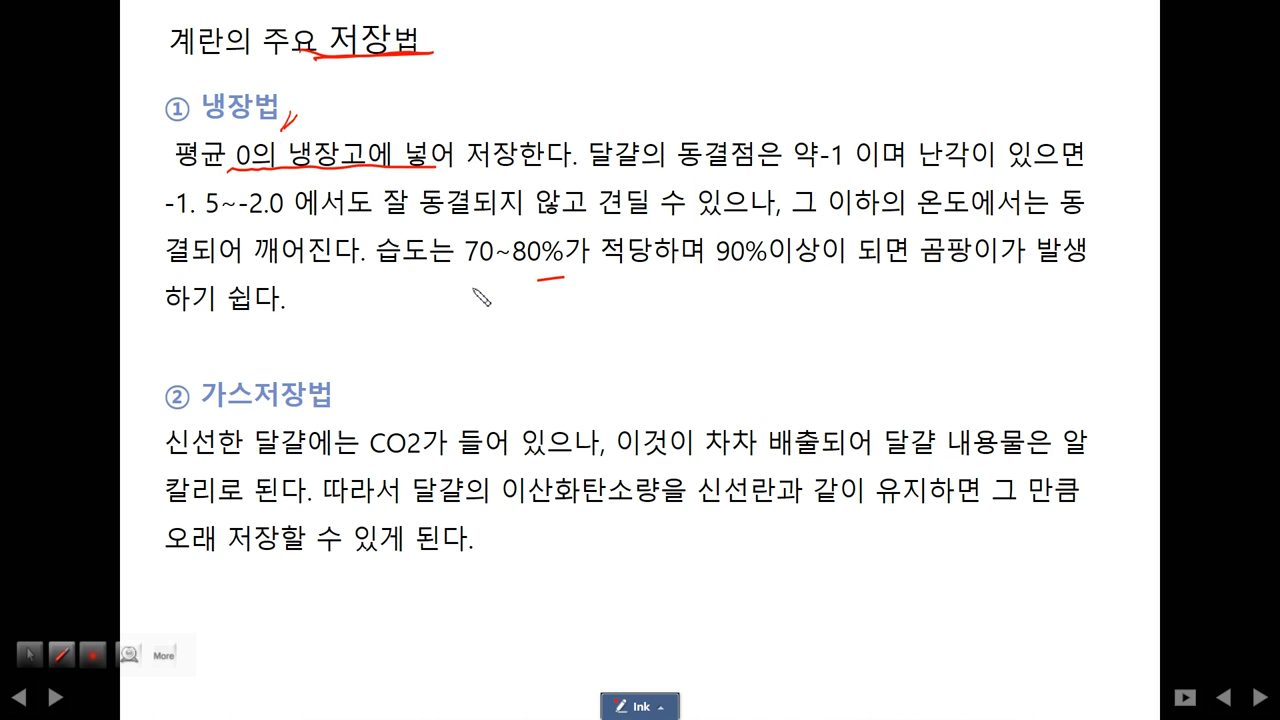 계란의 주요 저장법
① 냉장법
평균 0의 냉장고에 넣어 저장한다. 달걀의 동결점은 약-1 이며 난각이 있으면
-1. 5~-2.0 에서도 잘 동결되지 않고 견딜 수 있으나, 그 이하의 온도에서는 동
결되어 깨어진다. 습도는 70~80%가 적당하며 90%이상이 되면 곰팡이가 발생
하기 쉽다.
② 가스저장법
신선한 달걀에는 CO2가 들어 있으나, 이것이 차차 배출되어 달걀 내용물은 알
칼리로 된다. 따라서 달걀의 이산화탄소량을 신선란과 같이 유지하면 그 만큼
오래 저장할 수 있게 된다.
More
Ink